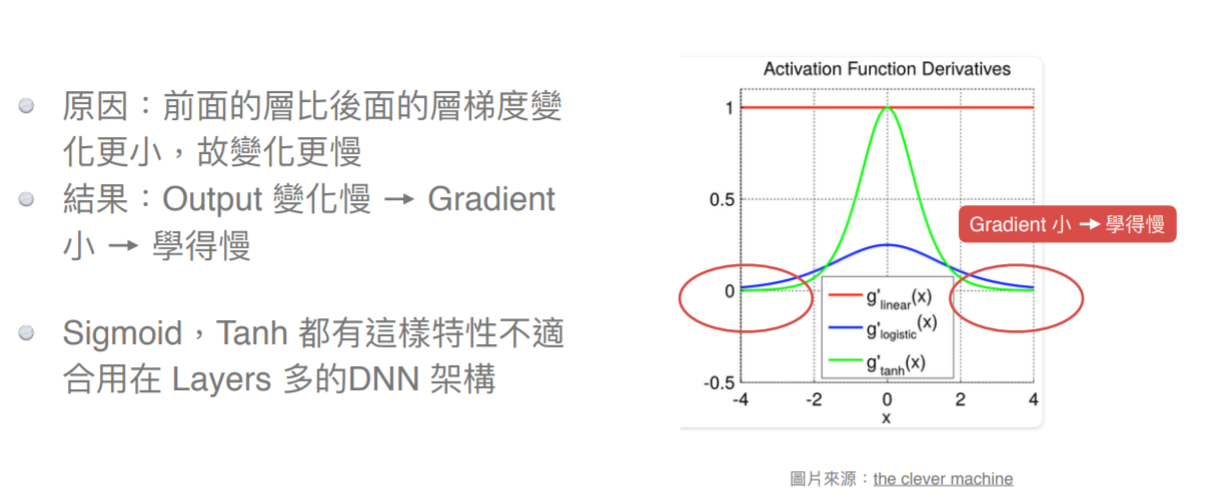 原因：前面的層比後面的層梯度變
化更小，故變化更慢
結果：Output 變化慢 → Gradient
小 → 學得慢
Sigmoid，Tanh 都有這樣特性不適
合用在 Layers 多的DNN 架構
Activation Function Derivatives
1
0.5
0
-0.5
-4
-2
0
2
4
x
g'linear(x)
g'logistic(x)
g'tanh(x)
Gradient 小 → 學得慢
圖片來源：the clever machine